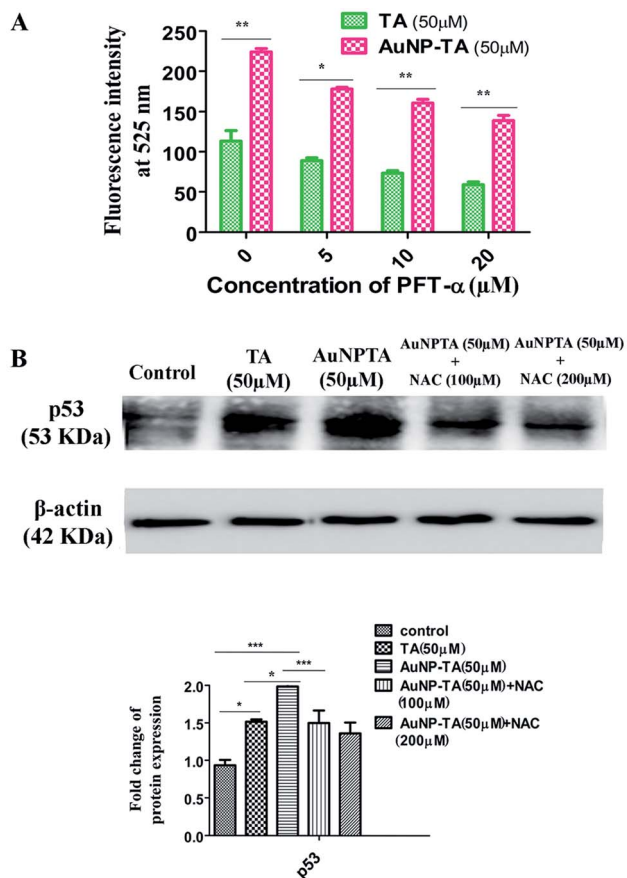 A
TA (50µM)
AuNP-TA (50µM)
Fluorescence intensity
at 525 nm
250
200
150
100
50
0
**
*
**
**
0
5
10
20
Concentration of PFT-α (µM)
B
Control
TA
(50µM)
AuNPTA
(50µM)
AuNPTA (50µM)
+
NAC (100µM)
AuNPTA (50µM)
+
NAC (200µM)
p53
(53 KDa)
β-actin
(42 KDa)
control
TA(50µM)
AuNP-TA(50µM)
AuNP-TA(50µM)+NAC
(100µM)
AuNP-TA(50µM)+NAC
(200µM)
Fold change of
protein expression
2.0
1.5
1.0
0.5
0.0
***
***
*
*
p53